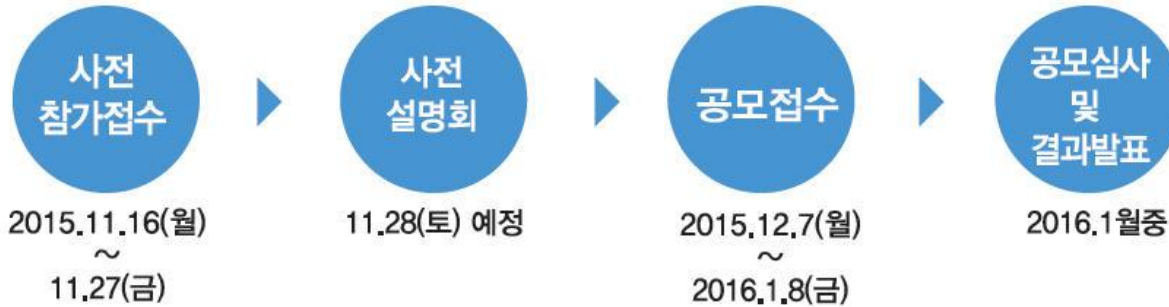 사전
참가접수
2015.11.16(월)
~
11.27(금)
사전
설명회
11.28(토) 예정
공모접수
2015.12.7(월)
~
2016.1.8(금)
공모심사
및
결과발표
2016.1월중